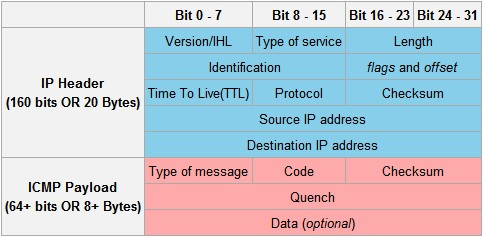 Bit 0 - 7 Bit 8 - 15 Bit 16 - 23 Bit 24 - 31
Version/IHL Type of service Length
Identification flags and offset
IP Header
(160 bits OR 20 Bytes)
Time To Live(TTL) Protocol Checksum
Source IP address
Destination IP address
Type of message Code Checksum
ICMP Payload
(64+ bits OR 8+ Bytes)
Quench
Data (optional)